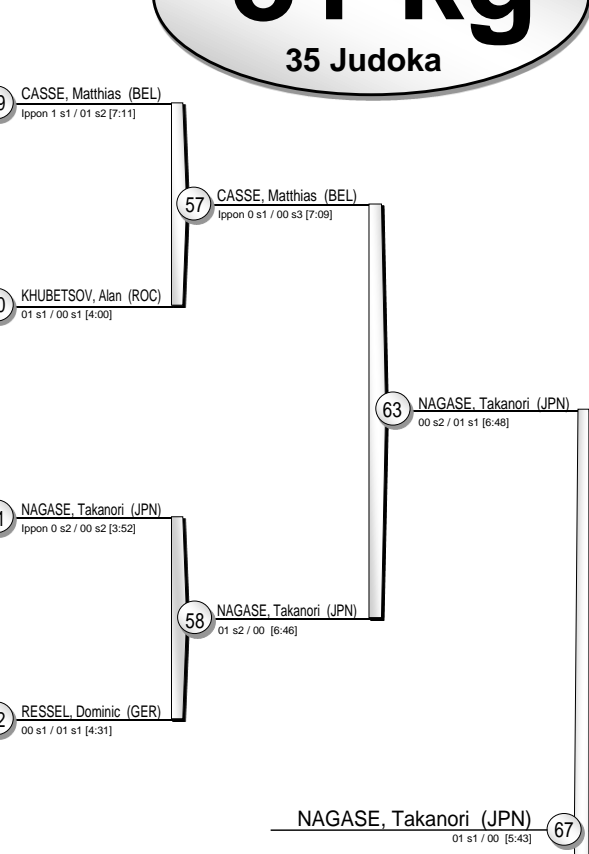 35 Judoka
CASSE, Matthias (BEL)
Ippon 1 s1 / 01 s2 [7:11]
57
CASSE, Matthias (BEL)
Ippon 0 s1 / 00 s3 [7:09]
KHUBETSOV, Alan (ROC)
01 s1 / 00 s1 [4:00]
63
NAGASE, Takanori (JPN)
00 s2 / 01 s1 [6:48]
NAGASE, Takanori (JPN)
Ippon 0 s2 / 00 s2 [3:52]
58
NAGASE, Takanori (JPN)
01 s2 / 00 [6:46]
RESSEL, Dominic (GER)
00 s1 / 01 s1 [4:31]
NAGASE, Takanori (JPN)
67
01 s1 / 00 [5:43]